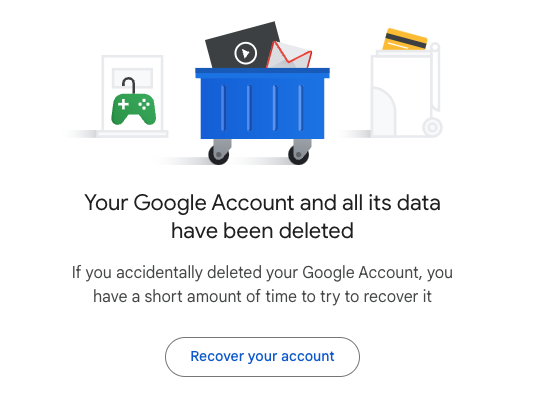 Your Google Account and all its data
have been deleted
If you accidentally deleted your Google Account, you
have a short amount of time to try to recover it
Recover your account